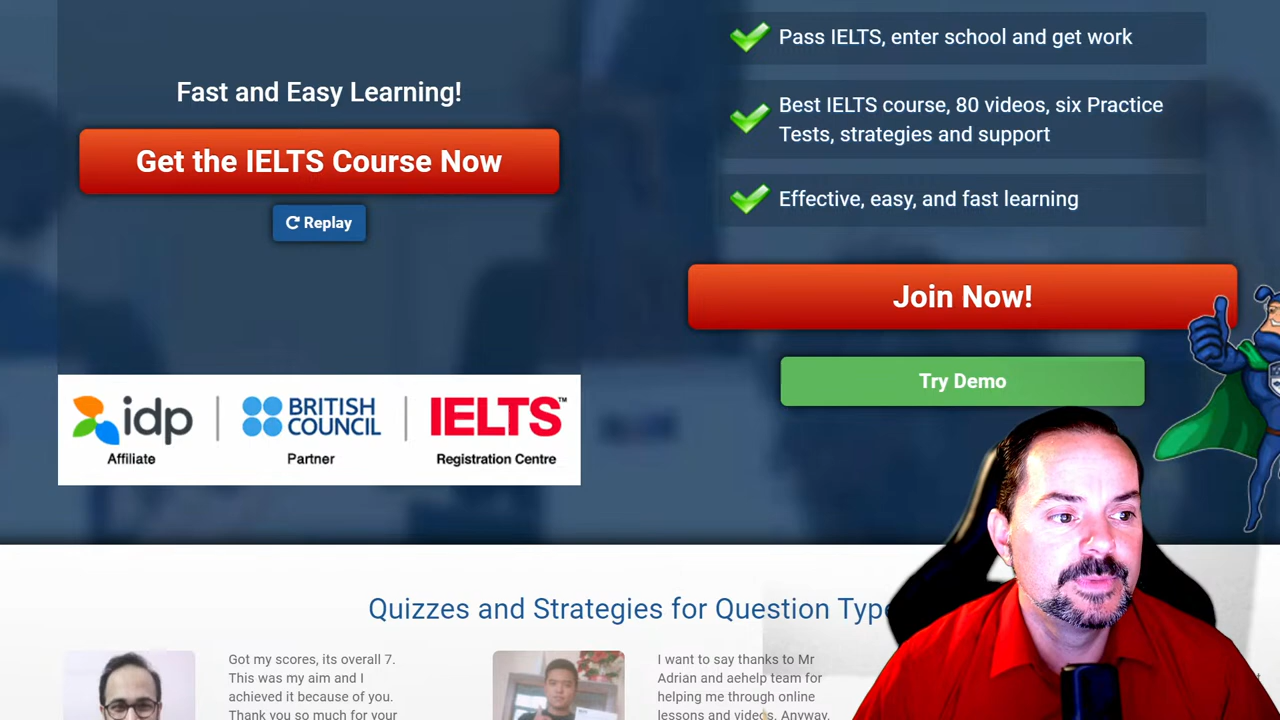 Fast and Easy Learning!
Get the IELTS Course Now
Replay
idp
Affiliate
BRITISH
COUNCIL
Partner
IELTS™
Registration Centre
Pass IELTS, enter school and get work
Best IELTS course, 80 videos, six Practice
Tests, strategies and support
Effective, easy, and fast learning
Join Now!
Try Demo
Quizzes and Strategies for Question
Got my scores, its overall 7.
This was my aim and I
achieved it because of you.
Thank you so much for your
I want to say thanks to Mr
Adrian and aehelp team for
helping me through online
lessons and videos. Anyway,